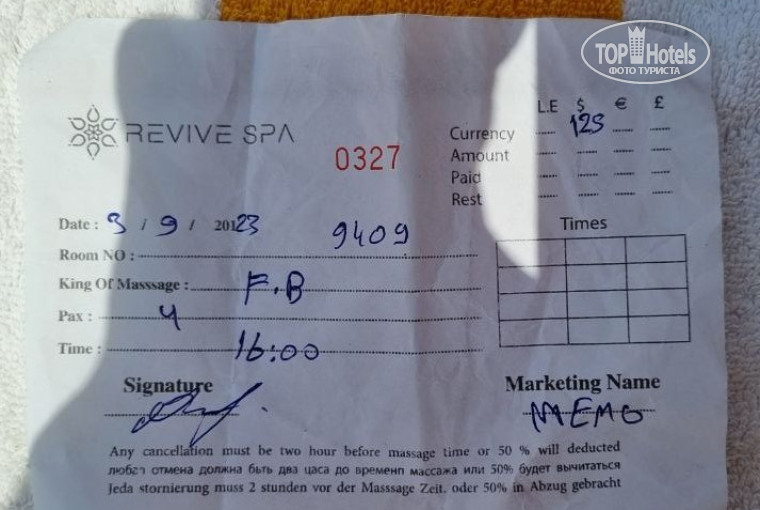 TOP Hotels
ФОТО ТУРИСТА
REVIVE SPA
0327
L.E $ € £
Currency 125
Amount
Paid
Rest
Date : 3 / 9 / 20123
Room NO : 9409
King Of Masssage : F.B
Pax : 4
Time : 16:00
Times
Signature
Marketing Name
MEMO
Any cancellation must be two hour before massage time or 50 % will deducted
любая отмена должна быть два цаса до временп массажа или 50% будет вычитаться
Jeda stornierung muss 2 stunden vor der Masssage Zeit. oder 50% in Abzug gebracht